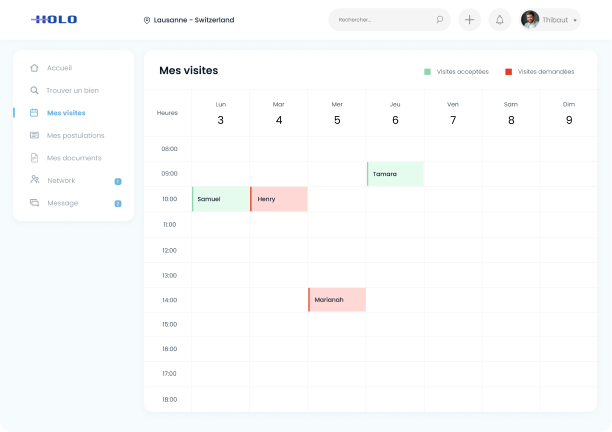 HOLO
Lausanne - Switzerland
Rechercher..
Thibaut
Accueil
Trouver un bien
Mes visites
Mes postulations
Mes documents
Network
Message
Mes visites
Visites acceptées
Visites demandées
Heures
Lun Mar Mer Jeu Ven Sam Dim
3 4 5 6 7 8 9
08:00
09:00 Tamara
10:00 Samuel Henry
11:00
12:00
13:00
14:00 Marianah
15:00
16:00
17:00
18:00